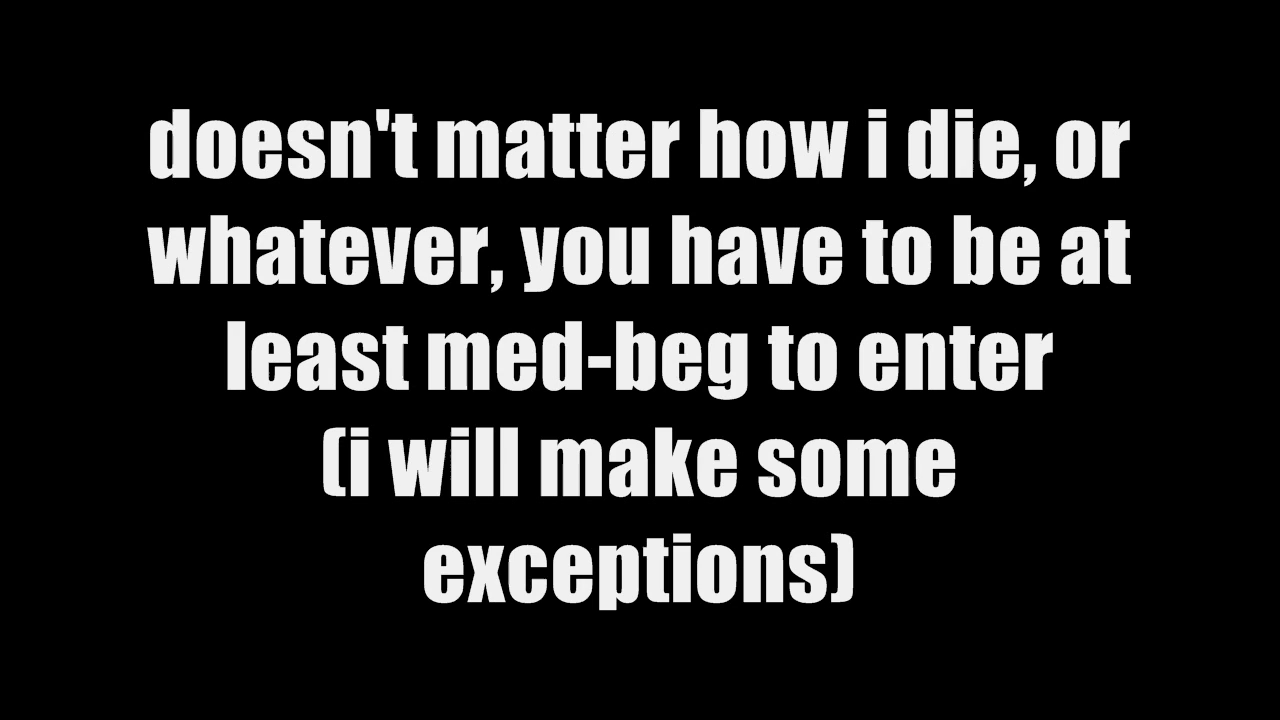 doesn't matter how i die, or
whatever, you have to be at
least med-beg to enter
(i will make some
exceptions)